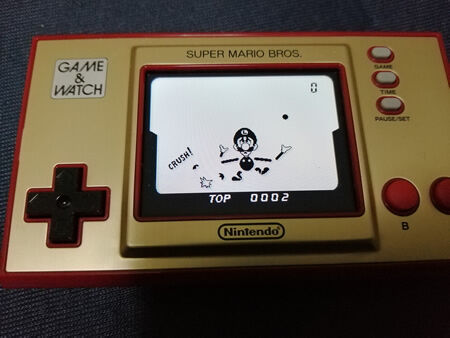 SUPER MARIO BROS.
GAME
&
WATCH
GAME
TIME
PAUSE/SET
0
L
CRUSH!
TOP 0002
Nintendo
B